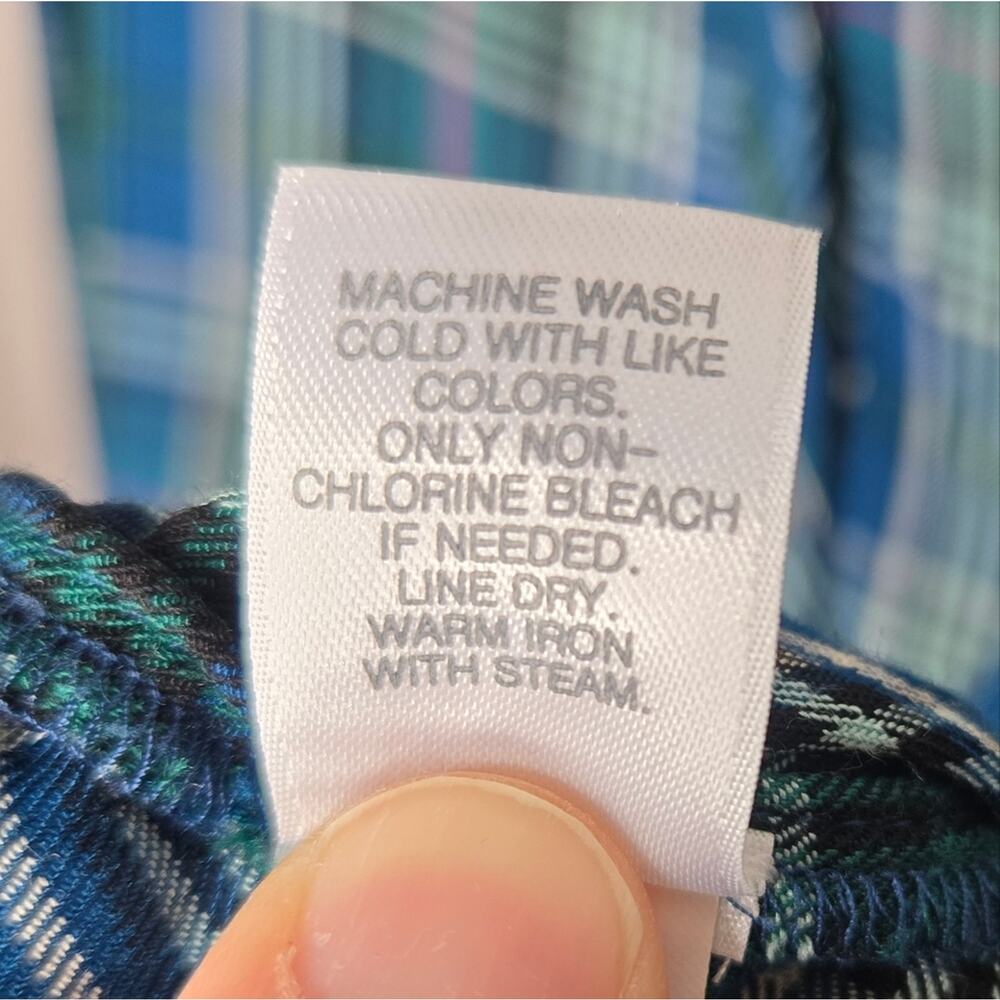 MACHINE WASH
COLD WITH LIKE
COLORS.
ONLY NON-
CHLORINE BLEACH
IF NEEDED.
LINE DRY.
WARM IRON
WITH STEAM.